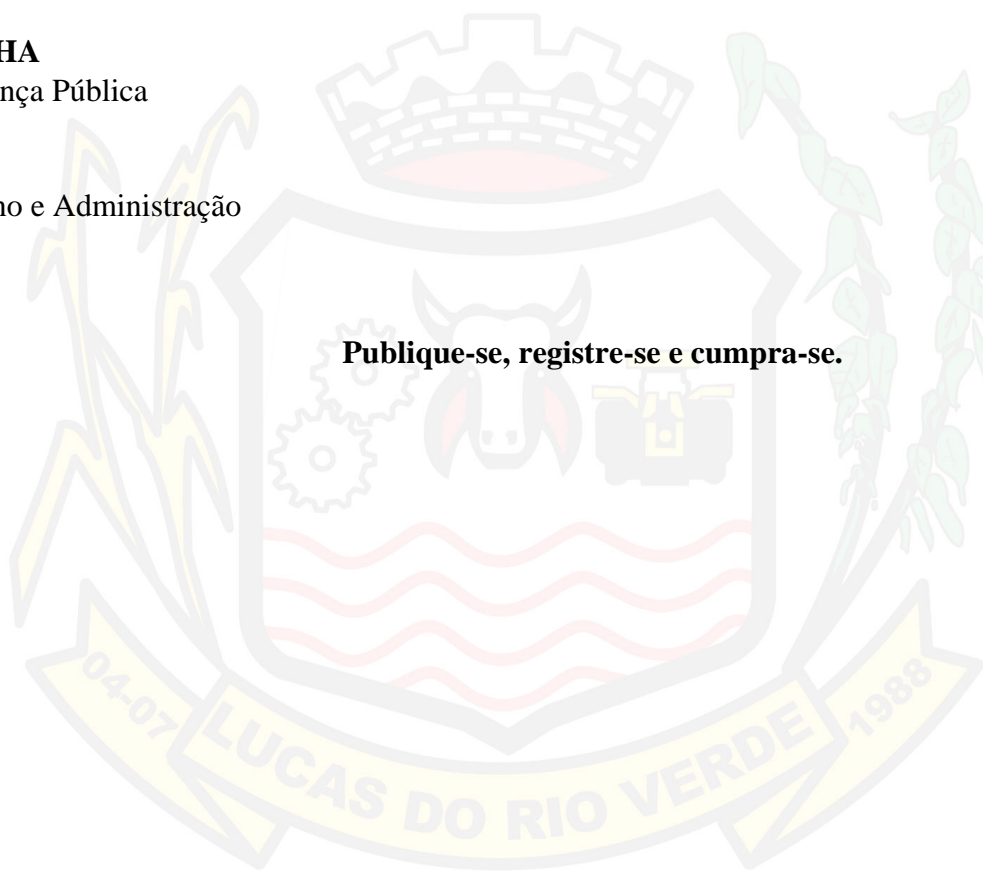 HA
nça Pública
no e Administração
Publique-se, registre-se e cumpra-se.
04-07
LUCAS DO RIO VERDE
1988